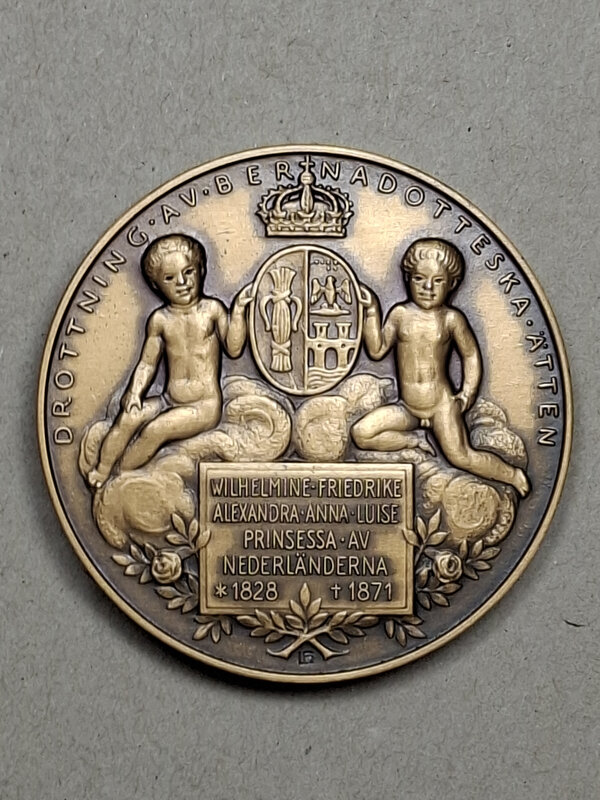 DROTTNING·AV·BERNADOTTESKA·ÄTTEN
WILHELMINE·FRIEDRIKE
ALEXANDRA·ANNA·LUISE
PRINSESSA·AV
NEDERLÄNDERNA
*1828 †1871